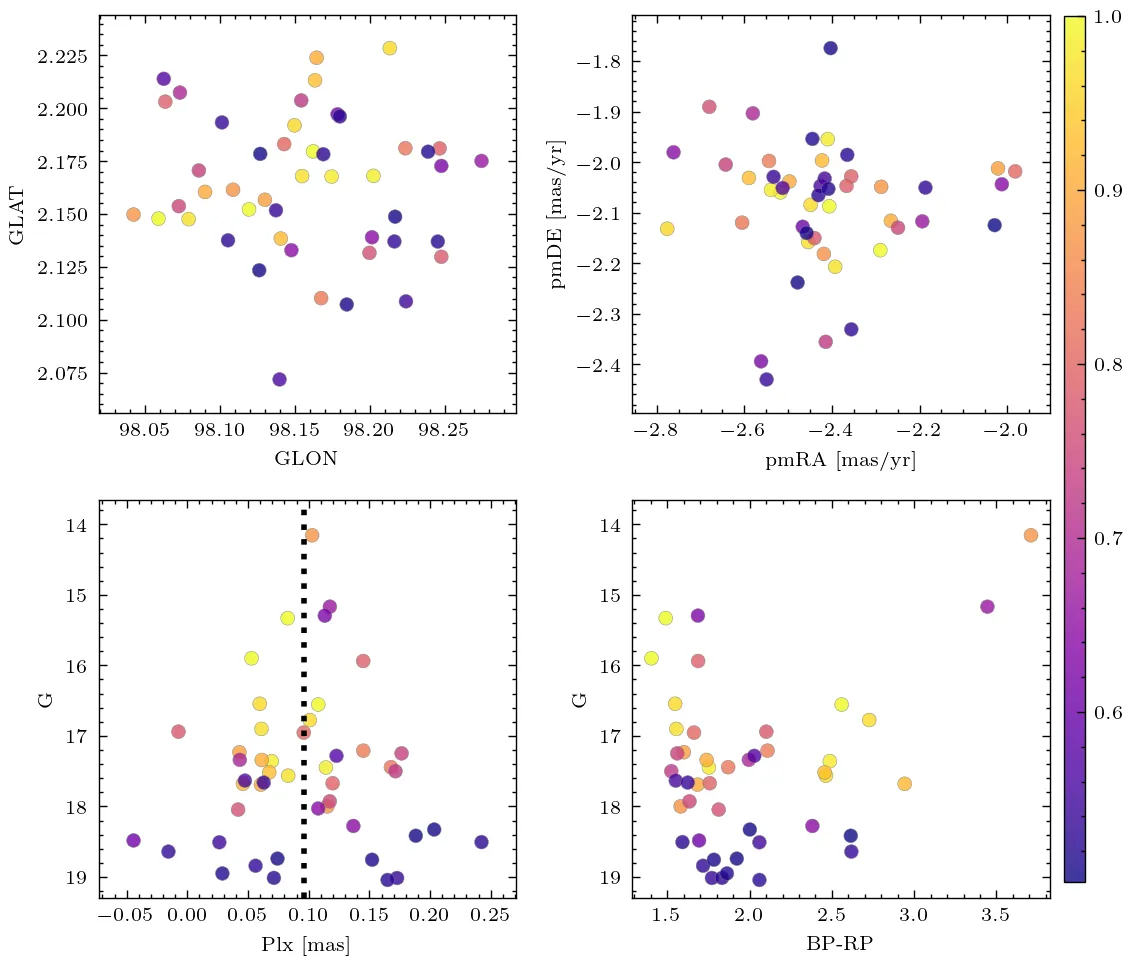 2.225
2.200
2.175
2.150
2.125
2.100
2.075
GLAT
98.05 98.10 98.15 98.20 98.25
GLON
−1.8
−1.9
−2.0
−2.1
−2.2
−2.3
−2.4
pmDE [mas/yr]
−2.8 −2.6 −2.4 −2.2 −2.0
pmRA [mas/yr]
1.0
0.9
0.8
0.7
0.6
14
15
16
17
18
19
G
−0.05 0.00 0.05 0.10 0.15 0.20 0.25
Plx [mas]
14
15
16
17
18
19
G
1.5 2.0 2.5 3.0 3.5
BP-RP